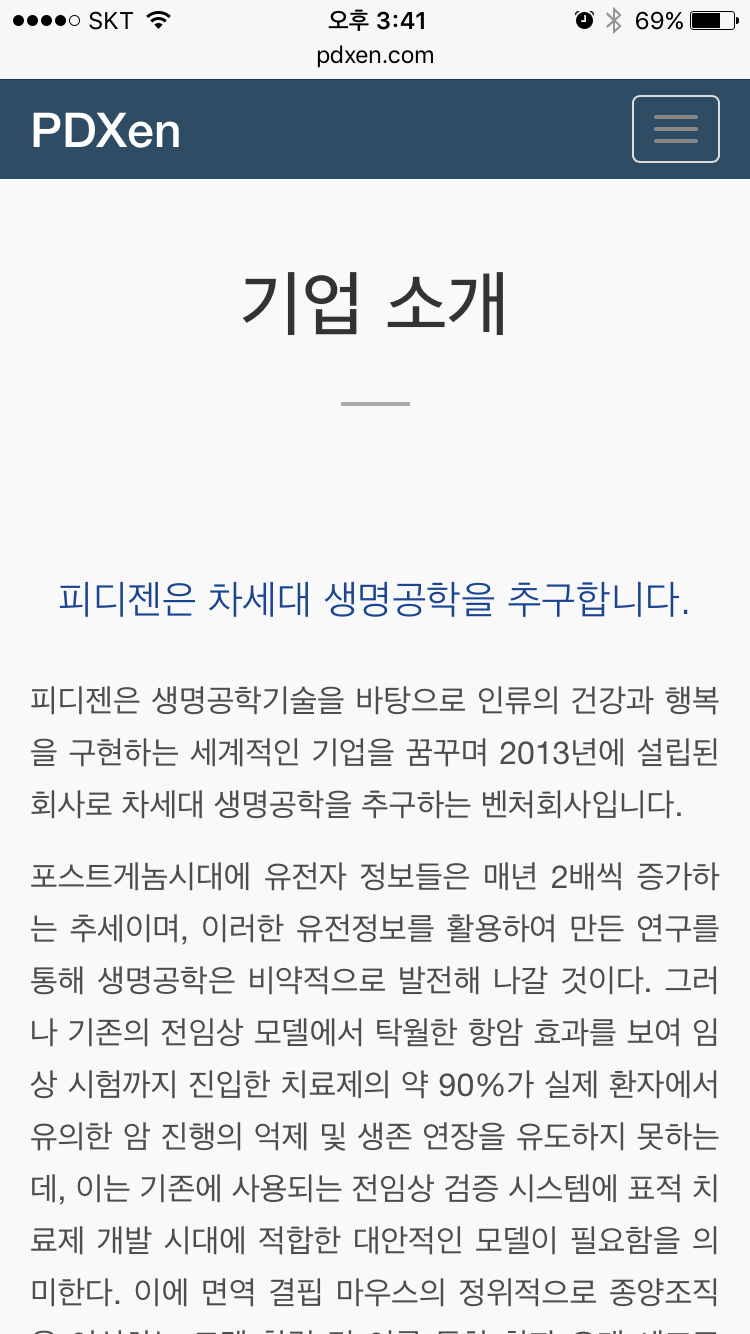 SKT 오후 3:41 69%
pdxen.com
PDXen
기업 소개
피디젠은 차세대 생명공학을 추구합니다.
피디젠은 생명공학기술을 바탕으로 인류의 건강과 행복
을 구현하는 세계적인 기업을 꿈꾸며 2013년에 설립된
회사로 차세대 생명공학을 추구하는 벤처회사입니다.
포스트게놈시대에 유전자 정보들은 매년 2배씩 증가하
는 추세이며, 이러한 유전정보를 활용하여 만든 연구를
통해 생명공학은 비약적으로 발전해 나갈 것이다. 그러
나 기존의 전임상 모델에서 탁월한 항암 효과를 보여 임
상 시험까지 진입한 치료제의 약 90%가 실제 환자에서
유의한 암 진행의 억제 및 생존 연장을 유도하지 못하는
데, 이는 기존에 사용되는 전임상 검증 시스템에 표적 치
료제 개발 시대에 적합한 대안적인 모델이 필요함을 의
미한다. 이에 면역 결핍 마우스의 정위적으로 종양조직